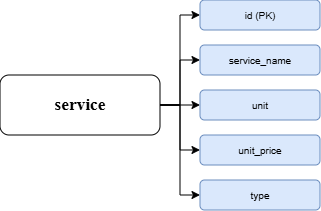 service
id (PK)
service_name
unit
unit_price
type